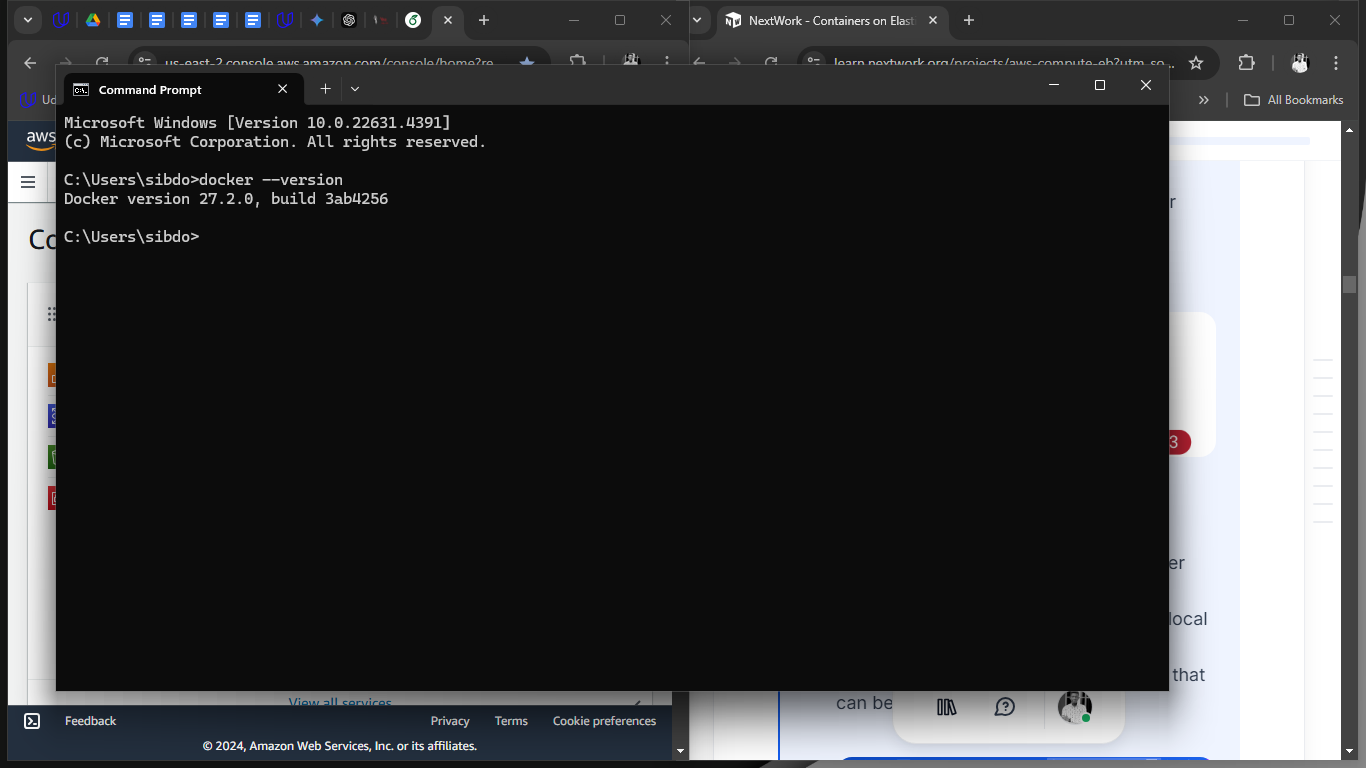 NextWork - Containers on Elast
us-east-2.console.aws.amazon.com/console/home?re
learn.nextwork.org/projects/aws-compute-eb?utm_so...
Command Prompt
Ud
All Bookmarks
aws
Microsoft Windows [Version 10.0.22631.4391]
(c) Microsoft Corporation. All rights reserved.
C:\Users\sibdo>docker --version
Docker version 27.2.0, build 3ab4256
C:\Users\sibdo>
Co
r
3
er
local
that
can be
View all services
Feedback
Privacy
Terms
Cookie preferences
© 2024, Amazon Web Services, Inc. or its affiliates.